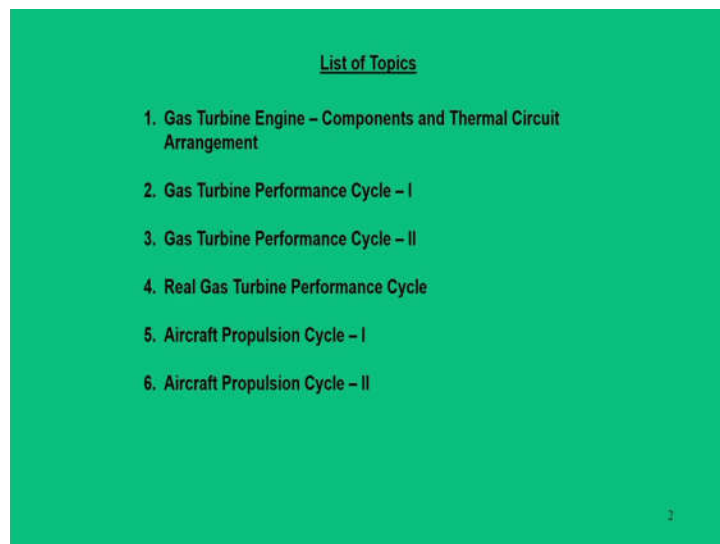 List of Topics
1. Gas Turbine Engine – Components and Thermal Circuit
Arrangement
2. Gas Turbine Performance Cycle – I
3. Gas Turbine Performance Cycle – II
4. Real Gas Turbine Performance Cycle
5. Aircraft Propulsion Cycle – I
6. Aircraft Propulsion Cycle – II
2